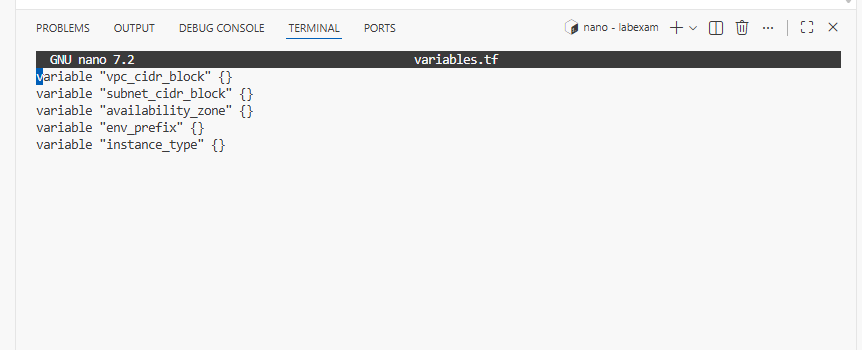 PROBLEMS OUTPUT DEBUG CONSOLE TERMINAL PORTS nano - labexam
GNU nano 7.2 variables.tf
variable "vpc_cidr_block" {}
variable "subnet_cidr_block" {}
variable "availability_zone" {}
variable "env_prefix" {}
variable "instance_type" {}